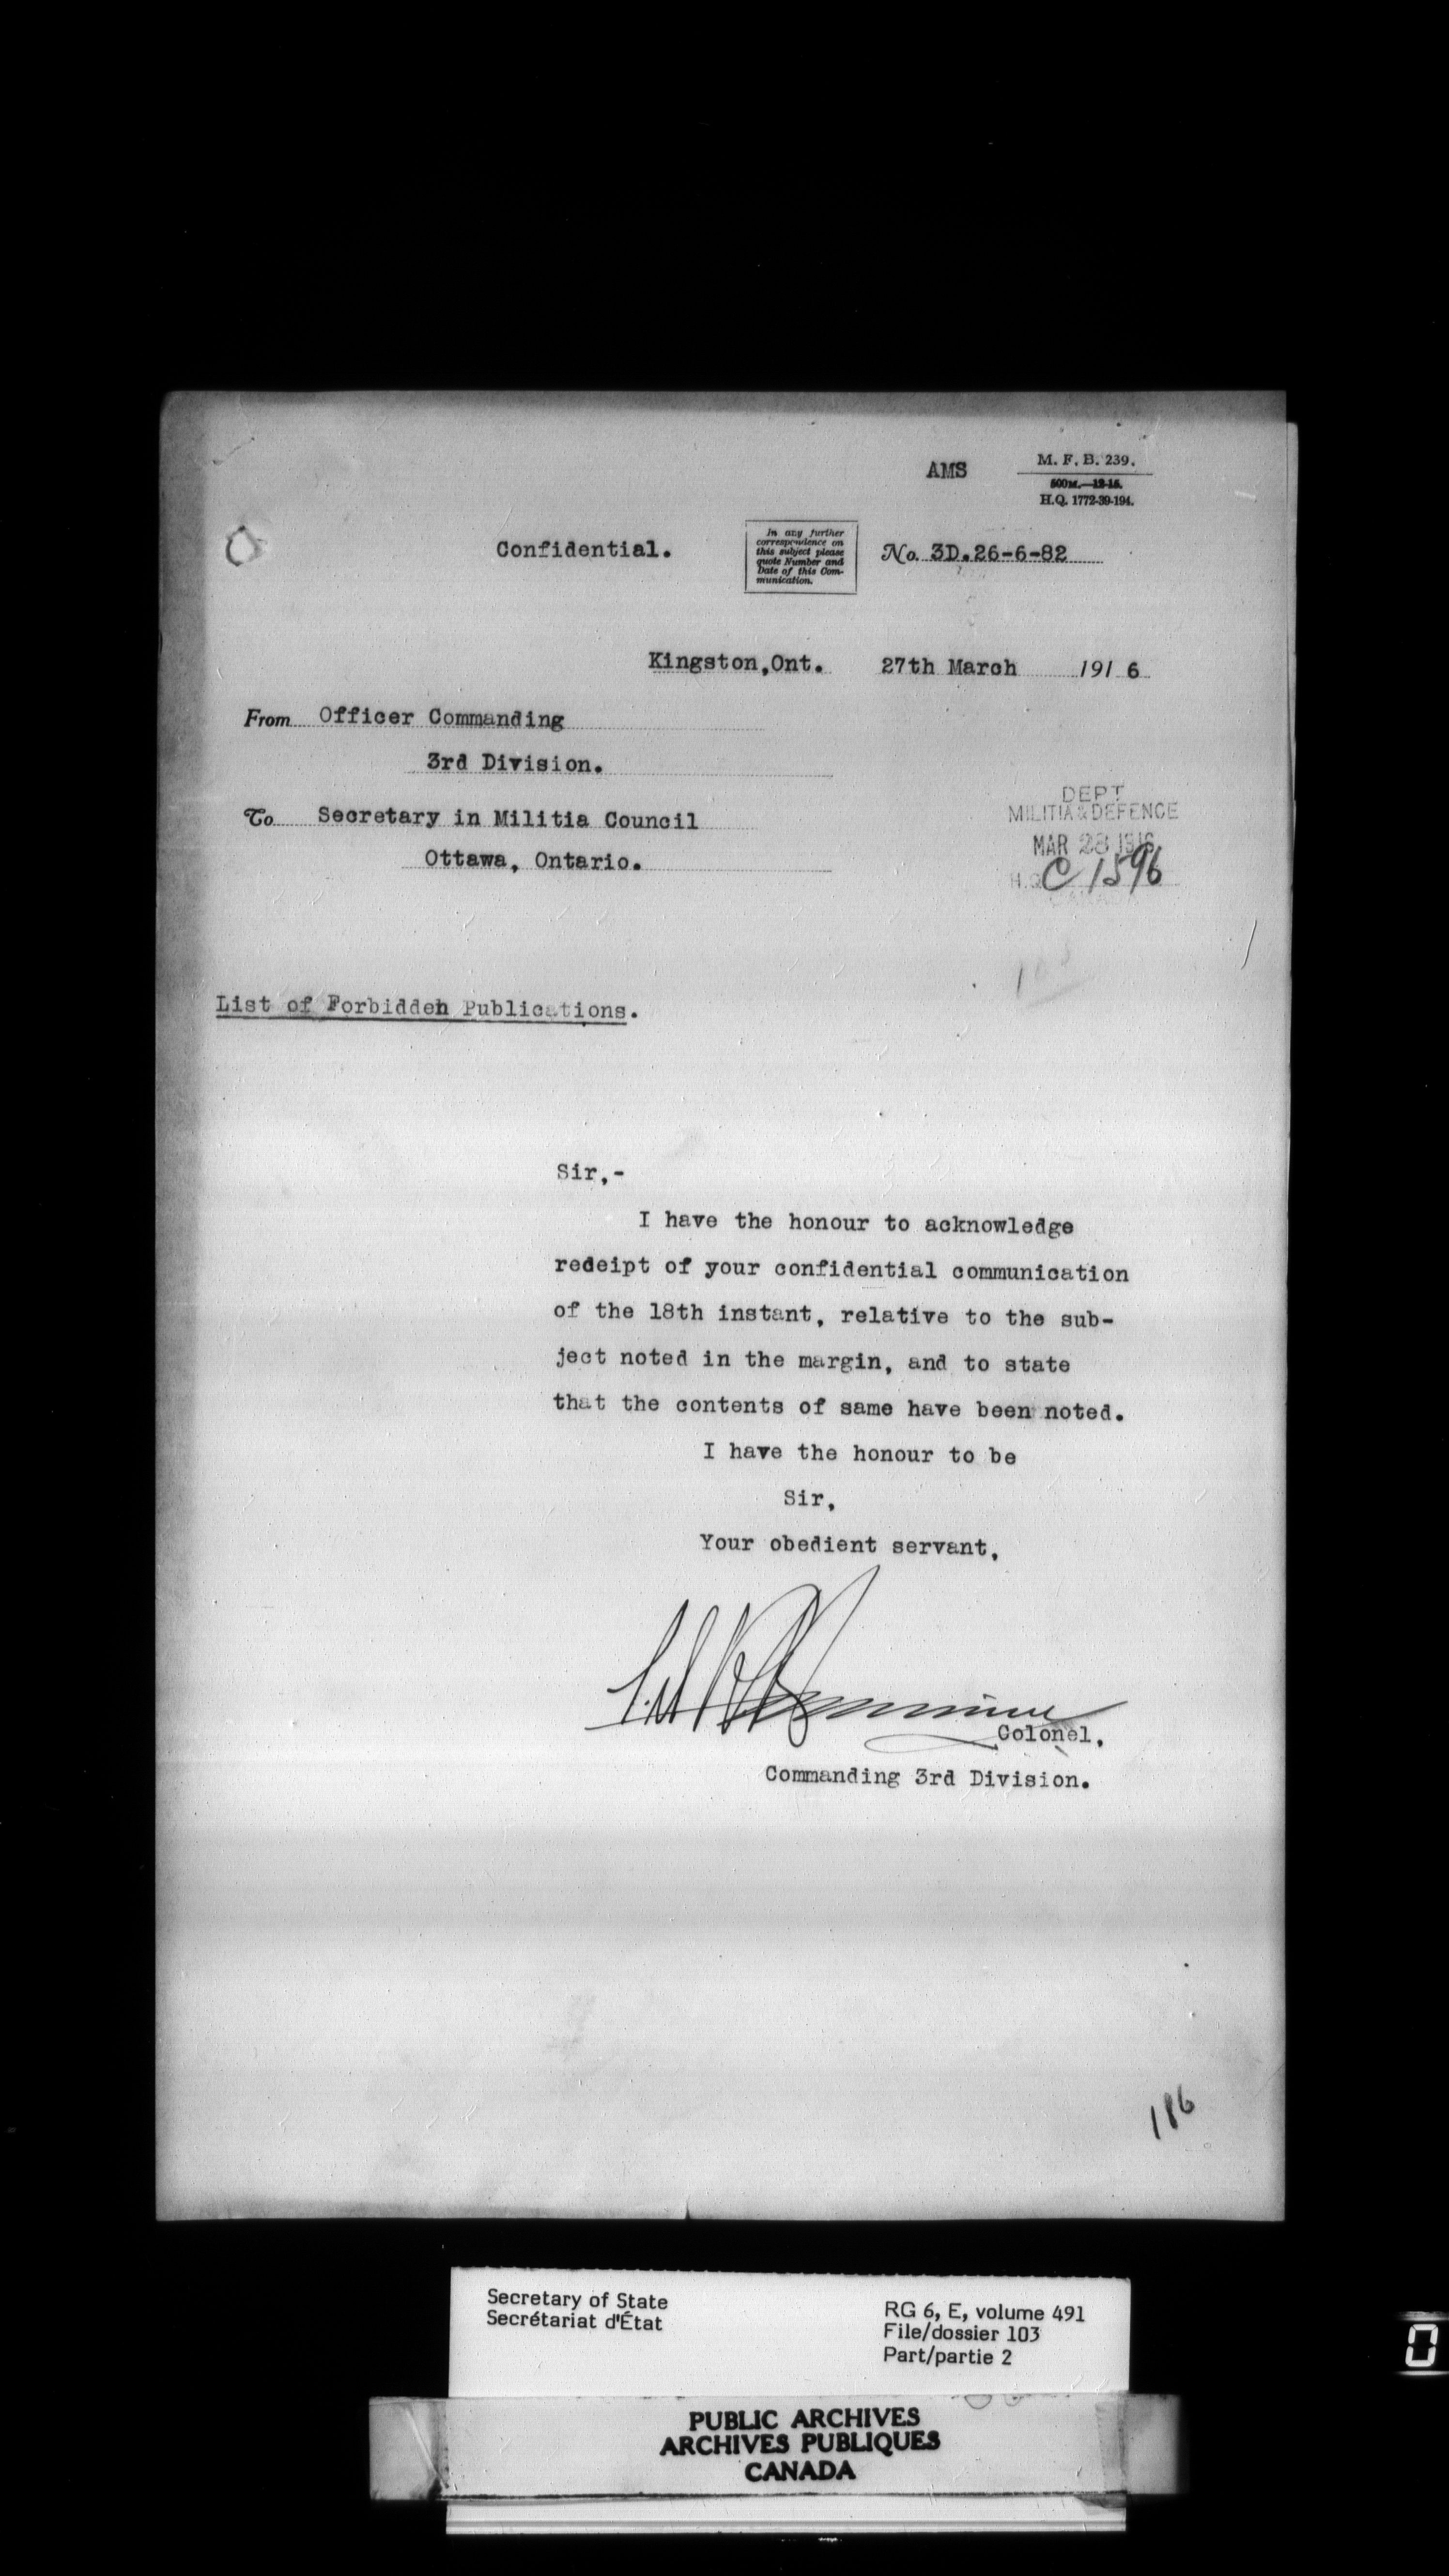 AMS
M. F. B. 239.
500M.—12-15.
H.Q. 1772-39-194.
Confidential.
In any further
correspondence on
this subject please
quote Number and
Date of this Com-
munication.
No. 3D.26-6-82
Kingston, Ont. 27th March 1916
From Officer Commanding
3rd Division.
To Secretary in Militia Council
Ottawa, Ontario.
DEPT
MILITIA & DEFENCE
MAR 28 1916
H.Q. C 1596
CANADA
List of Forbidden Publications.
Sir,-
I have the honour to acknowledge
redeipt of your confidential communication
of the 18th instant, relative to the sub-
ject noted in the margin, and to state
that the contents of same have been noted.
I have the honour to be
Sir,
Your obedient servant,
Colonel,
Commanding 3rd Division.
186
Secretary of State
Secrétariat d'État
RG 6, E, volume 491
File/dossier 103
Part/partie 2
PUBLIC ARCHIVES
ARCHIVES PUBLIQUES
CANADA
0